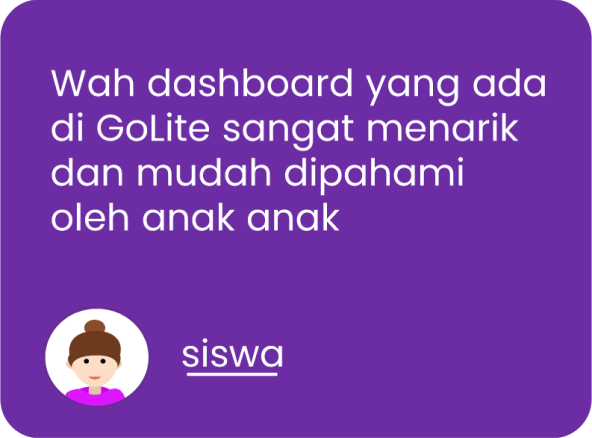 Wah dashboard yang ada
di GoLite sangat menarik
dan mudah dipahami
oleh anak anak
siswa